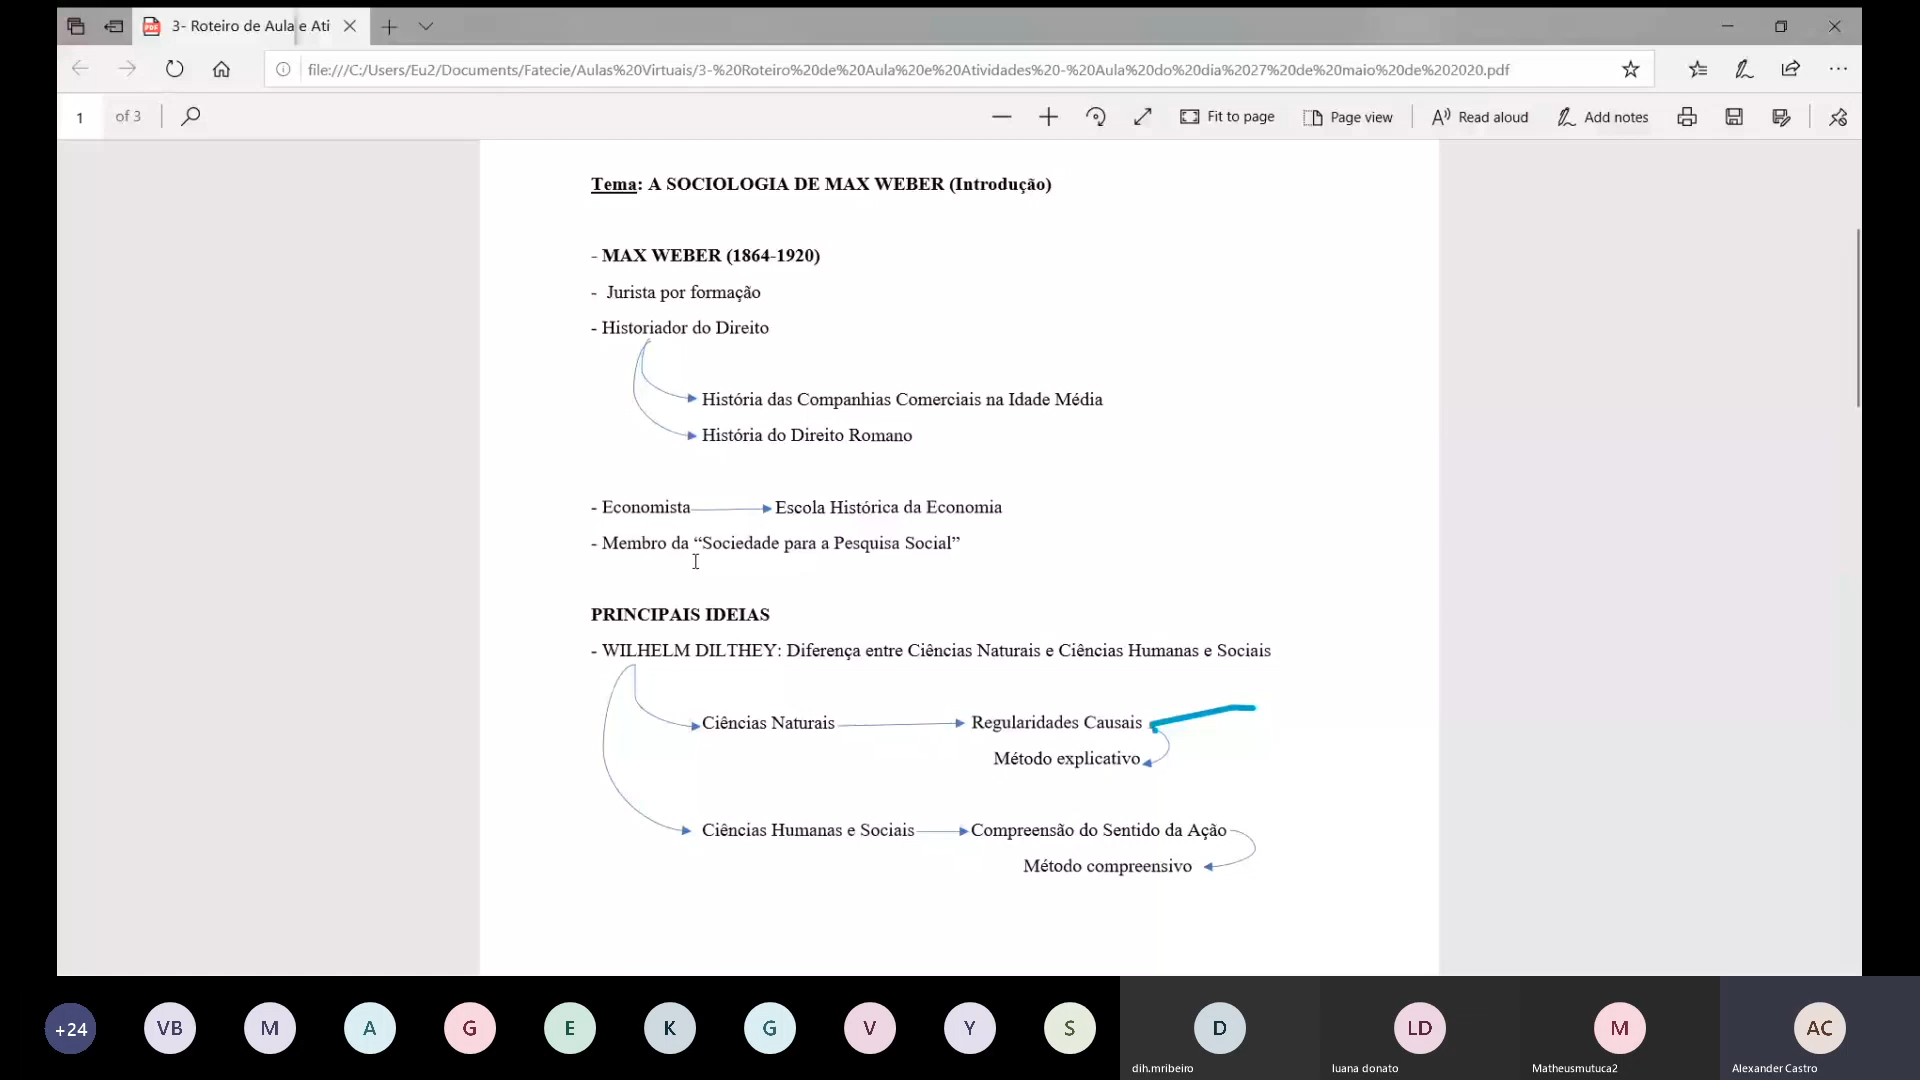 3- Roteiro de Aula e Ati
file:///C:/Users/Eu2/Documents/Fatecie/Aulas%20Virtuais/3-%20Roteiro%20de%20Aula%20e%20Atividades%20-%20Aula%20do%20dia%2027%20de%20maio%20de%202020.pdf
1 of 3 Fit to page Page view Read aloud Add notes
Tema: A SOCIOLOGIA DE MAX WEBER (Introdução)
- MAX WEBER (1864-1920)
- Jurista por formação
- Historiador do Direito
História das Companhias Comerciais na Idade Média
História do Direito Romano
- Economista Escola Histórica da Economia
- Membro da “Sociedade para a Pesquisa Social”
PRINCIPAIS IDEIAS
- WILHELM DILTHEY: Diferença entre Ciências Naturais e Ciências Humanas e Sociais
Ciências Naturais Regularidades Causais
Método explicativo
Ciências Humanas e Sociais Compreensão do Sentido da Ação
Método compreensivo
+24 VB M A G E K G V Y S D LD M AC
dih.mribeiro luana donato Matheusmutuca2 Alexander Castro